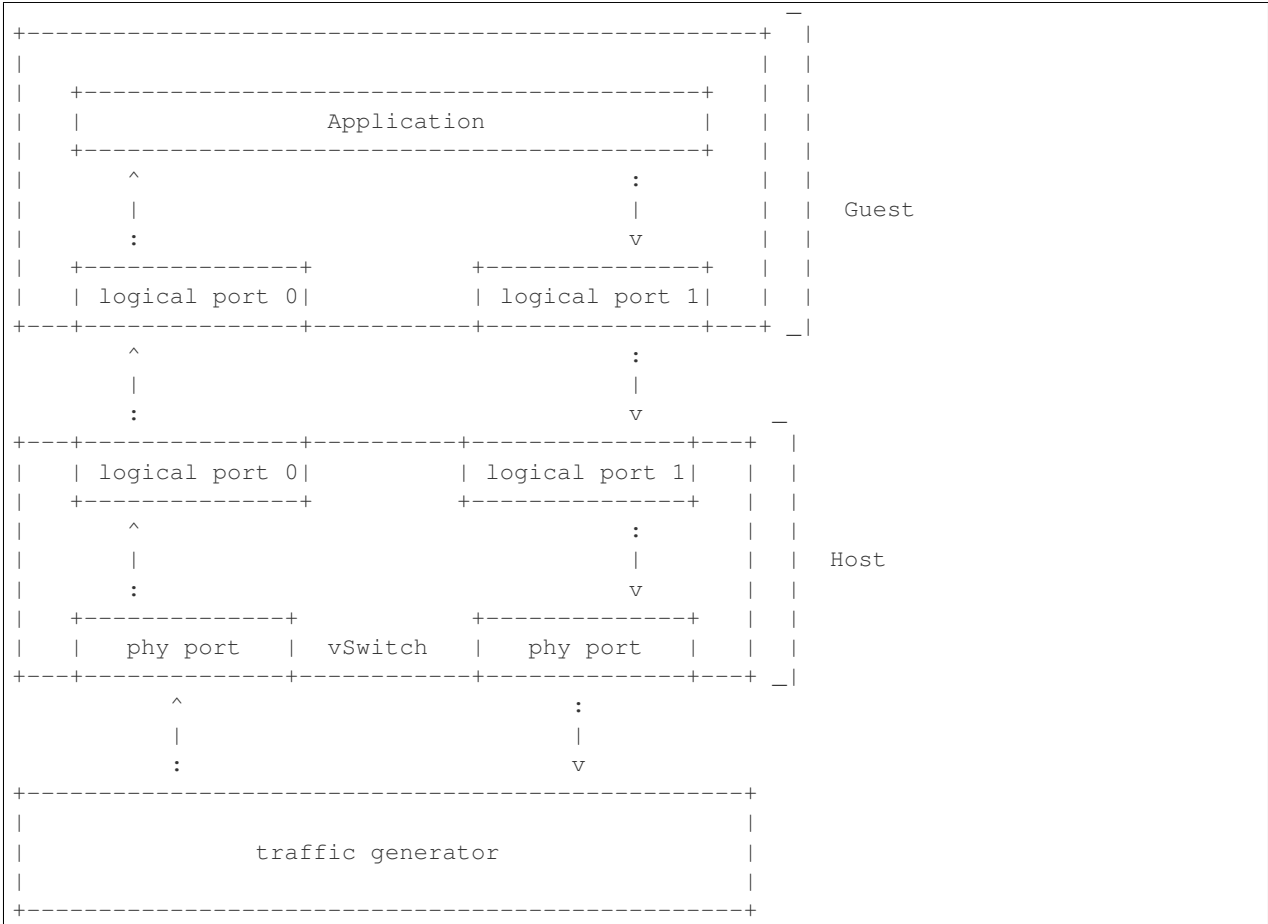 Application
Guest
logical port 0 logical port 1
logical port 0 logical port 1
Host
phy port vSwitch phy port
traffic generator